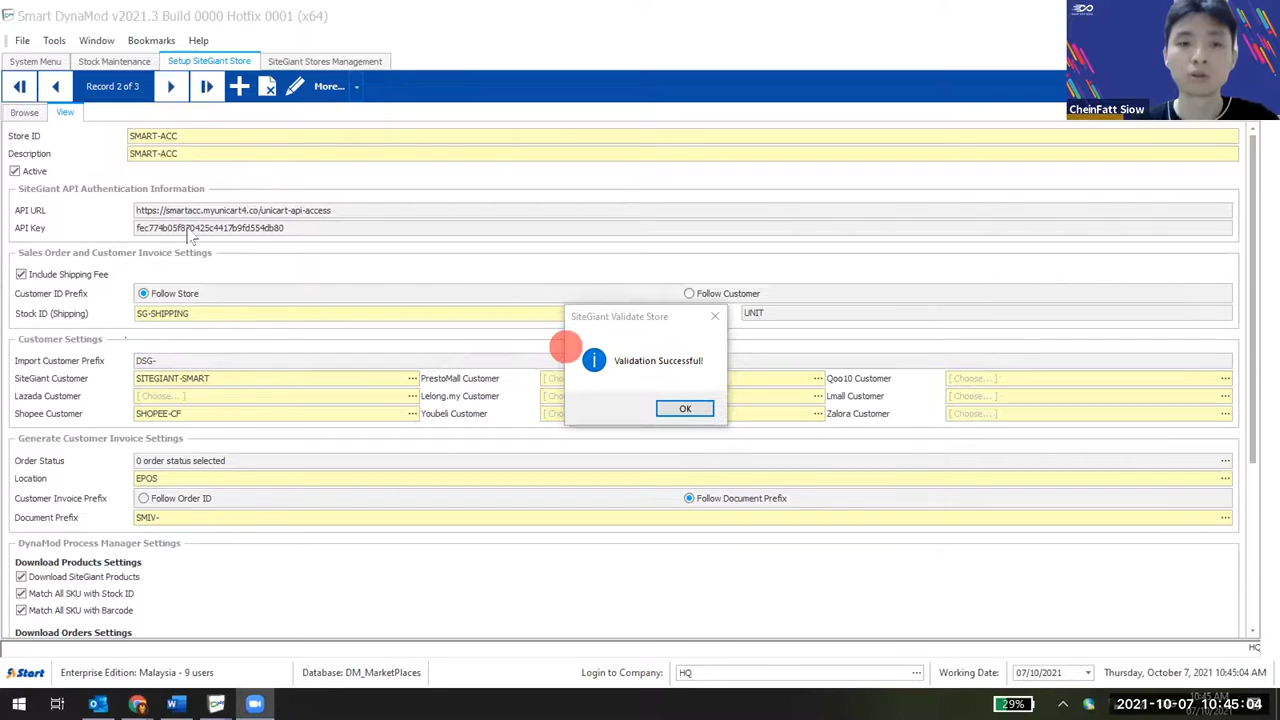 Smart DynaMod v2021.3 Build 0000 Hotfix 0001 (x64)
File Tools Window Bookmarks Help
System Menu Stock Maintenance Setup SiteGiant Store SiteGiant Stores Management
Record 2 of 3 More...
CheinFatt Siow
Browse View
Store ID SMART-ACC
Description SMART-ACC
Active
SiteGiant API Authentication Information
API URL https://smartacc.myunicart4.co/unicart-api-access
API Key fec774b05f870425c4417b9fd554db80
Sales Order and Customer Invoice Settings
Include Shipping Fee
Customer ID Prefix Follow Store Follow Customer
Stock ID (Shipping) SG-SHIPPING UNIT
SiteGiant Validate Store
Validation Successful!
OK
Customer Settings
Import Customer Prefix DSG-
SiteGiant Customer SITEGIANT-SMART ... PrestoMall Customer [ Cho ... Qoo10 Customer [ Choose... ] ...
Lazada Customer [ Choose... ] ... Lelong.my Customer [ Cho ... Lmall Customer [ Choose... ] ...
Shopee Customer SHOPEE-CF ... Youbeli Customer [ Cho ... Zalora Customer [ Choose... ] ...
Generate Customer Invoice Settings
Order Status 0 order status selected ...
Location EPOS ...
Customer Invoice Prefix Follow Order ID Follow Document Prefix
Document Prefix SMIV- ...
DynaMod Process Manager Settings
Download Products Settings
Download SiteGiant Products
Match All SKU with Stock ID
Match All SKU with Barcode
Download Orders Settings
HQ
Start Enterprise Edition: Malaysia - 9 users Database: DM_MarketPlaces Login to Company: HQ ... Working Date: 07/10/2021 Thursday, October 7, 2021 10:45:04 AM
29% 2021-10-07 10:45:04